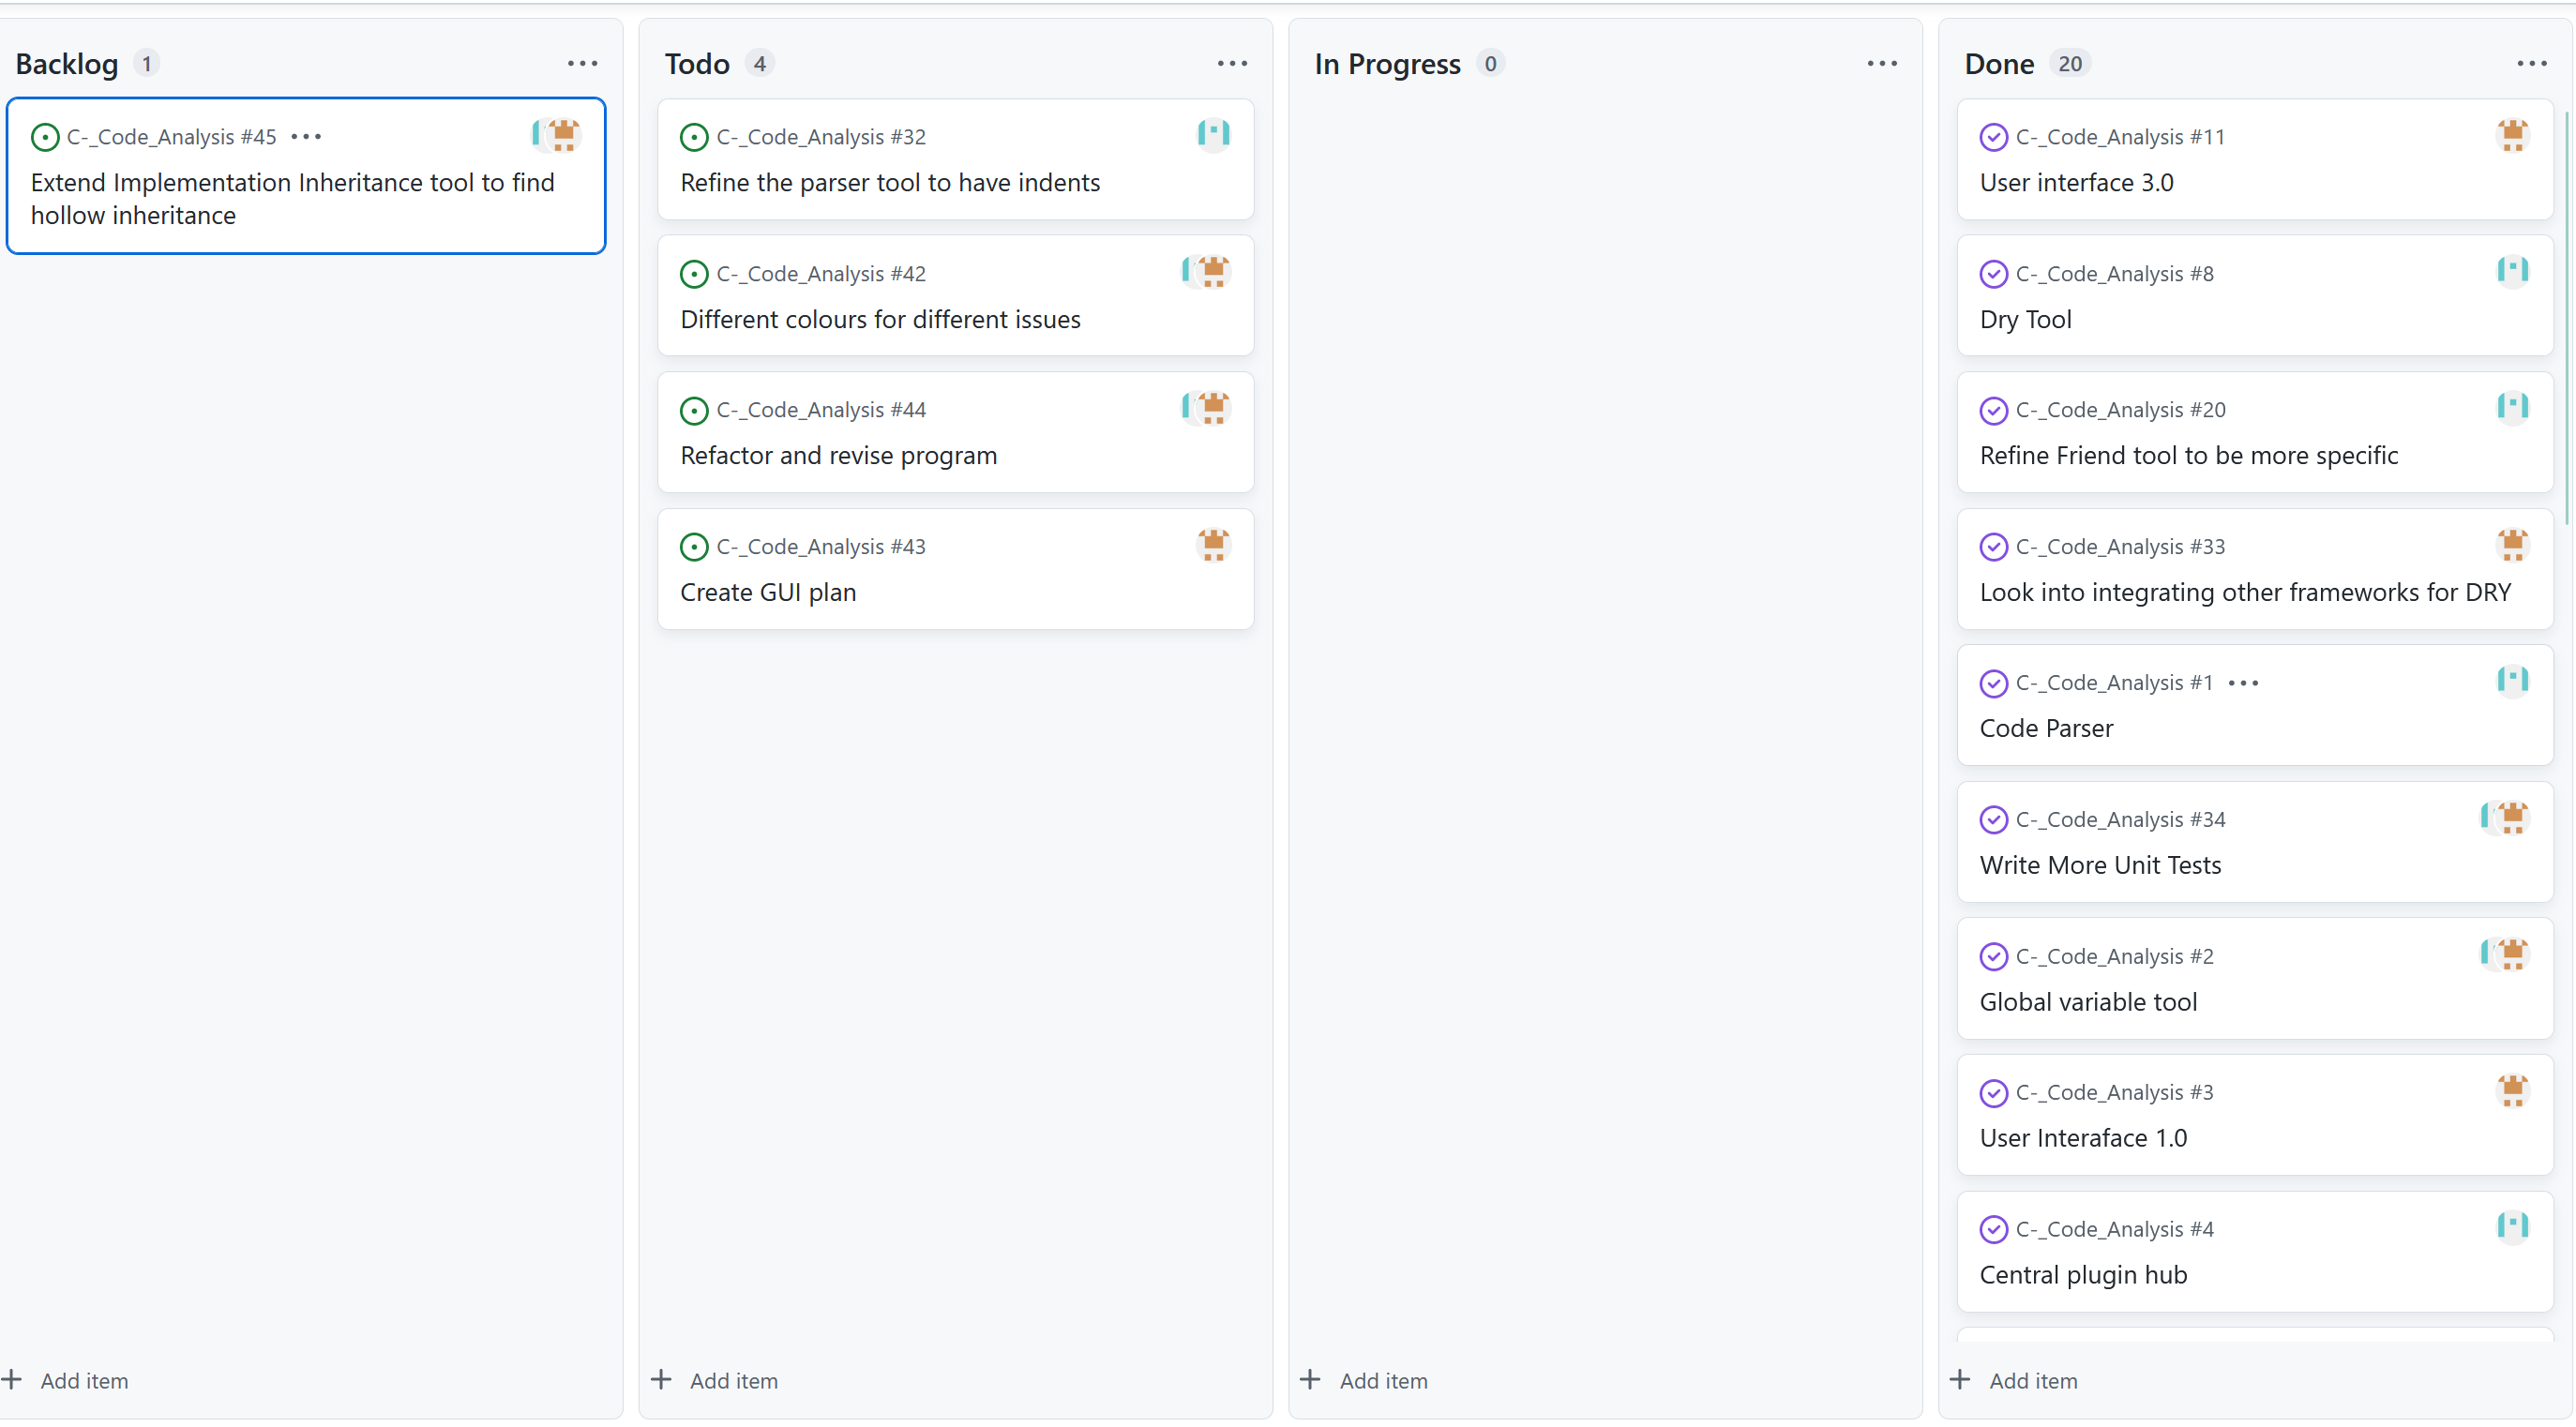 Backlog 1
C-_Code_Analysis #45
Extend Implementation Inheritance tool to find
hollow inheritance
Add item
Todo 4
C-_Code_Analysis #32
Refine the parser tool to have indents
C-_Code_Analysis #42
Different colours for different issues
C-_Code_Analysis #44
Refactor and revise program
C-_Code_Analysis #43
Create GUI plan
Add item
In Progress 0
Add item
Done 20
C-_Code_Analysis #11
User interface 3.0
C-_Code_Analysis #8
Dry Tool
C-_Code_Analysis #20
Refine Friend tool to be more specific
C-_Code_Analysis #33
Look into integrating other frameworks for DRY
C-_Code_Analysis #1
Code Parser
C-_Code_Analysis #34
Write More Unit Tests
C-_Code_Analysis #2
Global variable tool
C-_Code_Analysis #3
User Interaface 1.0
C-_Code_Analysis #4
Central plugin hub
Add item